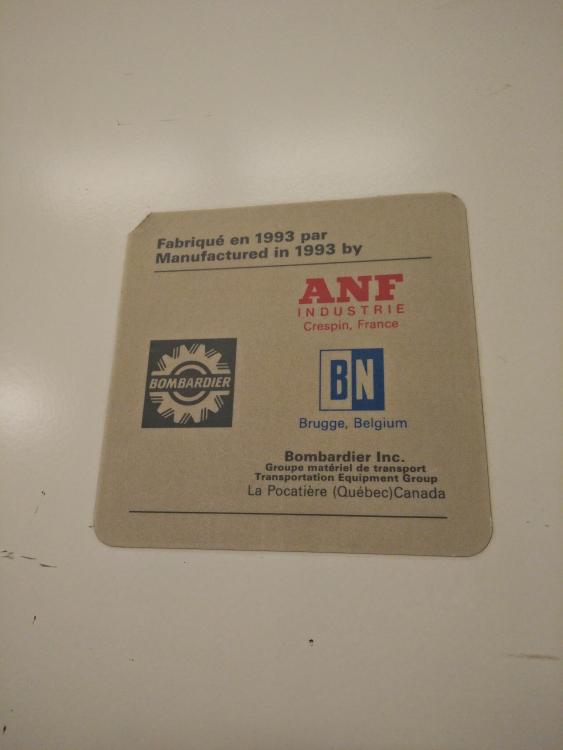 Fabriqué en 1993 par
Manufactured in 1993 by
ANF
INDUSTRIE
Crespin, France
BOMBARDIER
BN
Brugge, Belgium
Bombardier Inc.
Groupe matériel de transport
Transportation Equipment Group
La Pocatière (Québec)Canada